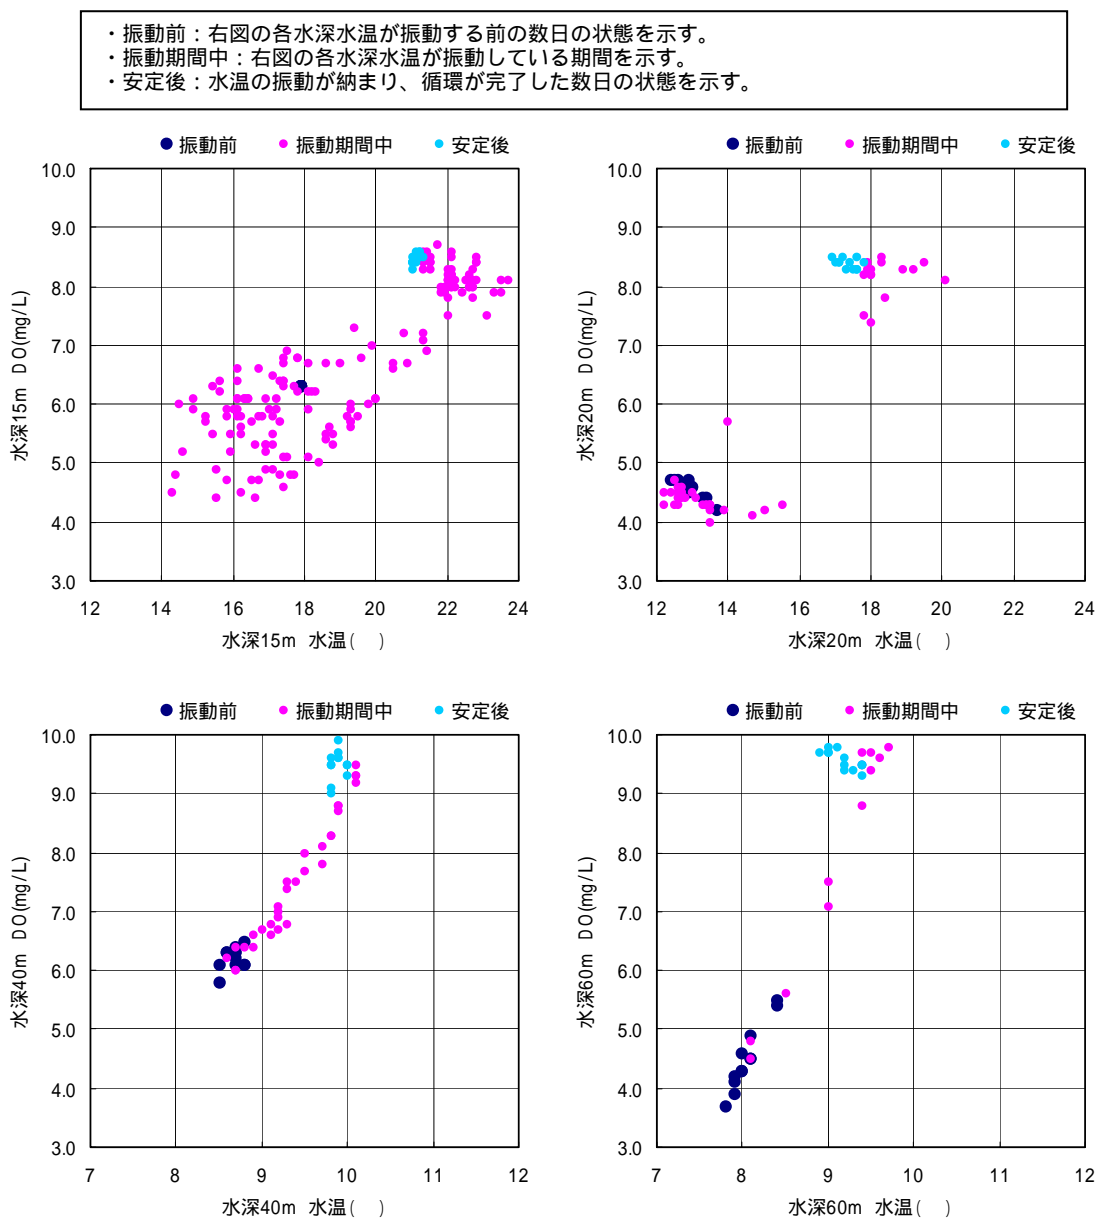 ・振動前：右図の各水深水温が振動する前の数日の状態を示す。
・振動期間中：右図の各水深水温が振動している期間を示す。
・安定後：水温の振動が納まり、循環が完了した数日の状態を示す。
振動前 振動期間中 安定後
10.0
9.0
8.0
7.0
6.0
5.0
4.0
3.0
水深15m DO(mg/L)
12 14 16 18 20 22 24
水深15m 水温( )
振動前 振動期間中 安定後
10.0
9.0
8.0
7.0
6.0
5.0
4.0
3.0
水深20m DO(mg/L)
12 14 16 18 20 22 24
水深20m 水温( )
振動前 振動期間中 安定後
10.0
9.0
8.0
7.0
6.0
5.0
4.0
3.0
水深40m DO(mg/L)
7 8 9 10 11 12
水深40m 水温( )
振動前 振動期間中 安定後
10.0
9.0
8.0
7.0
6.0
5.0
4.0
3.0
水深60m DO(mg/L)
7 8 9 10 11 12
水深60m 水温( )